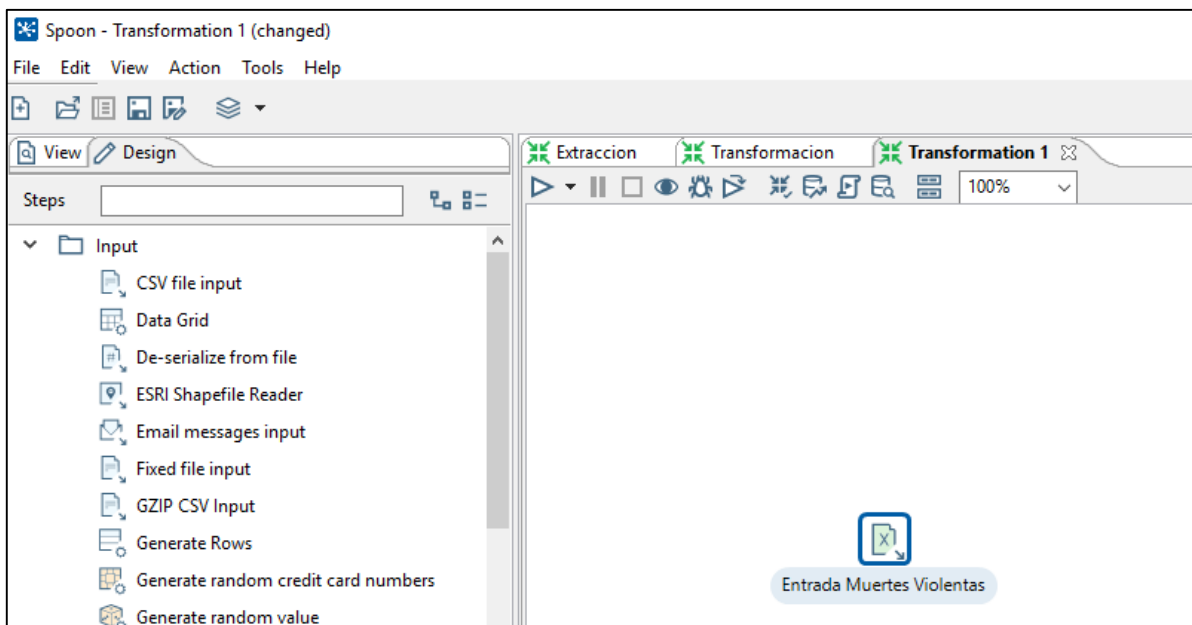 Spoon - Transformation 1 (changed)
File Edit View Action Tools Help
View Design
Extraccion Transformacion Transformation 1
Steps
100%
Input
CSV file input
Data Grid
De-serialize from file
ESRI Shapefile Reader
Email messages input
Fixed file input
GZIP CSV Input
Generate Rows
Generate random credit card numbers
Generate random value
Entrada Muertes Violentas